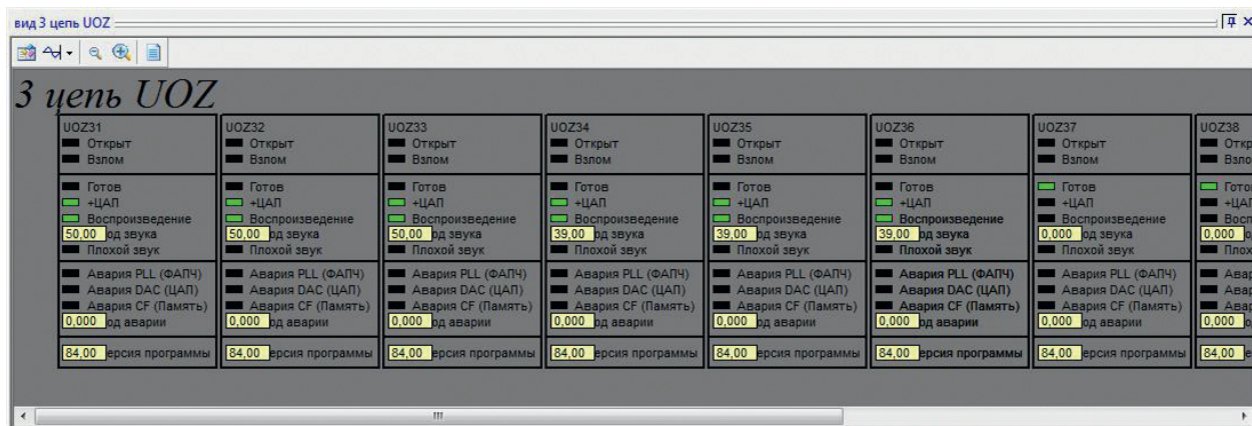 вид 3 цепь UOZ
3 цепь UOZ
UOZ31 UOZ32 UOZ33 UOZ34 UOZ35 UOZ36 UOZ37 UOZ38
Открыт Открыт Открыт Открыт Открыт Открыт Открыт Откр
Взлом Взлом Взлом Взлом Взлом Взлом Взлом Взлом
Готов Готов Готов Готов Готов Готов Готов Гото
+ЦАП +ЦАП +ЦАП +ЦАП +ЦАП +ЦАП +ЦАП +ЦАП
Воспроизведение Воспроизведение Воспроизведение Воспроизведение Воспроизведение Воспроизведение Воспроизведение Восп
50,00 од звука 50,00 од звука 50,00 од звука 39,00 од звука 39,00 од звука 39,00 од звука 0,000 од звука 0,000
Плохой звук Плохой звук Плохой звук Плохой звук Плохой звук Плохой звук Плохой звук Плох
Авария PLL (ФАПЧ) Авария PLL (ФАПЧ) Авария PLL (ФАПЧ) Авария PLL (ФАПЧ) Авария PLL (ФАПЧ) Авария PLL (ФАПЧ) Авария PLL (ФАПЧ) Авар
Авария DAC (ЦАП) Авария DAC (ЦАП) Авария DAC (ЦАП) Авария DAC (ЦАП) Авария DAC (ЦАП) Авария DAC (ЦАП) Авария DAC (ЦАП) Авар
Авария CF (Память) Авария CF (Память) Авария CF (Память) Авария CF (Память) Авария CF (Память) Авария CF (Память) Авария CF (Память) Авар
0,000 од аварии 0,000 од аварии 0,000 од аварии 0,000 од аварии 0,000 од аварии 0,000 од аварии 0,000 од аварии 0,000
84,00 ерсия программы 84,00 ерсия программы 84,00 ерсия программы 84,00 ерсия программы 84,00 ерсия программы 84,00 ерсия программы 84,00 ерсия программы 84,00